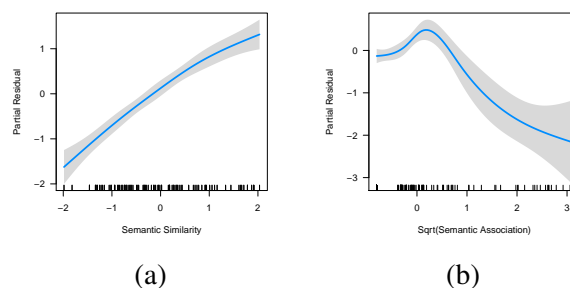 Partial Residual
1
0
−1
−2
−2
−1
0
1
2
Semantic Similarity
(a)
Partial Residual
0
−1
−2
−3
0
1
2
3
Sqrt(Semantic Association)
(b)